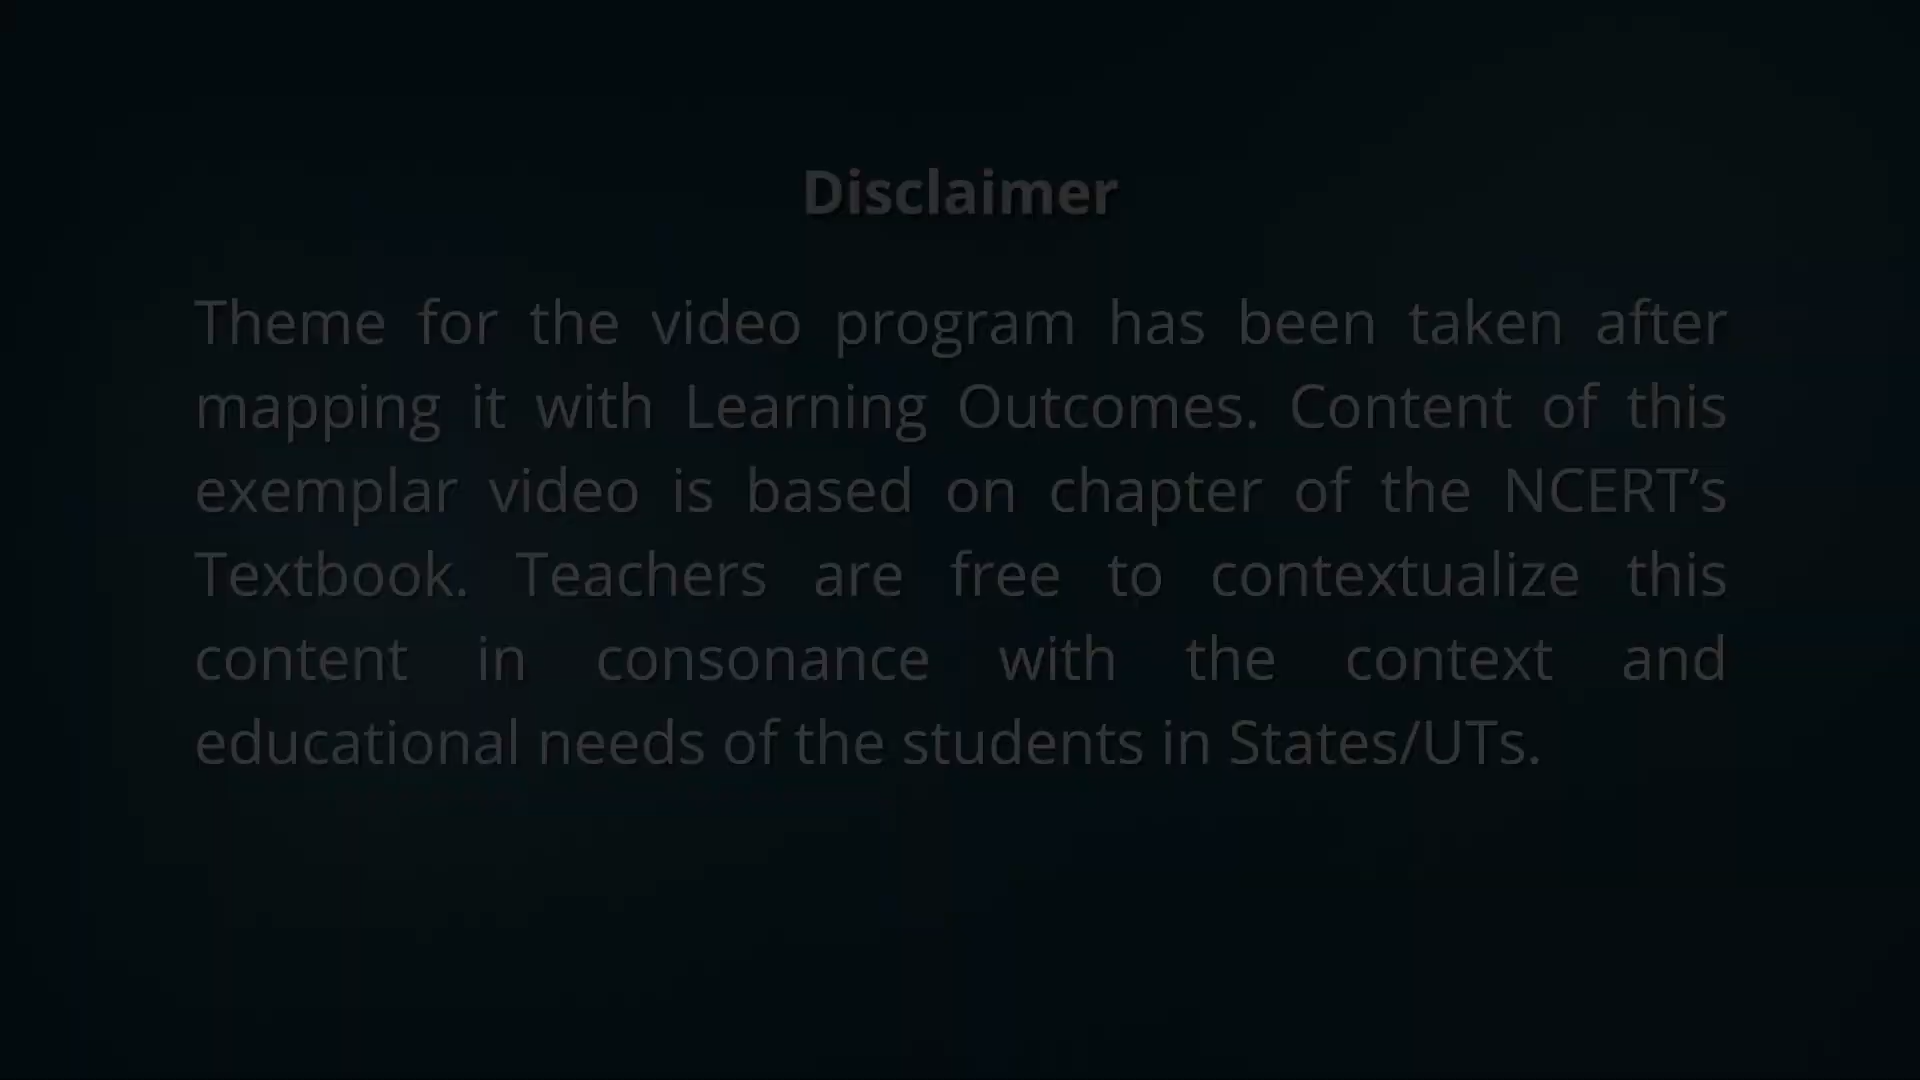 Disclaimer
Theme for the video program has been taken after
mapping it with Learning Outcomes. Content of this
exemplar video is based on chapter of the NCERT’s
Textbook. Teachers are free to contextualize this
content in consonance with the context and
educational needs of the students in States/UTs.